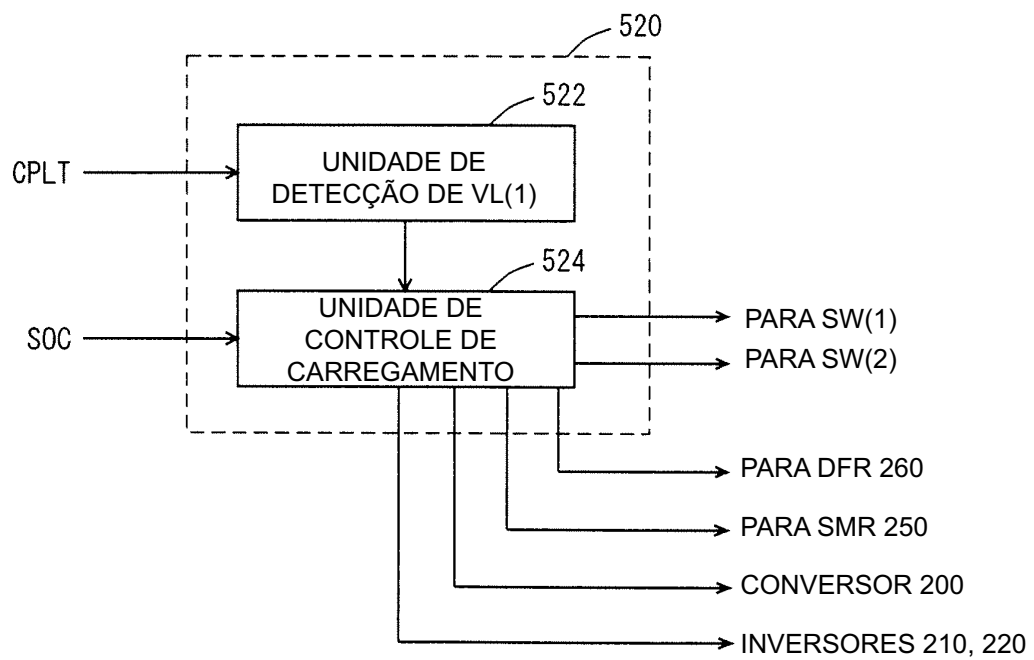 520
522
UNIDADE DE
DETECÇÃO DE VL(1)
CPLT
524
UNIDADE DE
CONTROLE DE
CARREGAMENTO
SOC
PARA SW(1)
PARA SW(2)
PARA DFR 260
PARA SMR 250
CONVERSOR 200
INVERSORES 210, 220